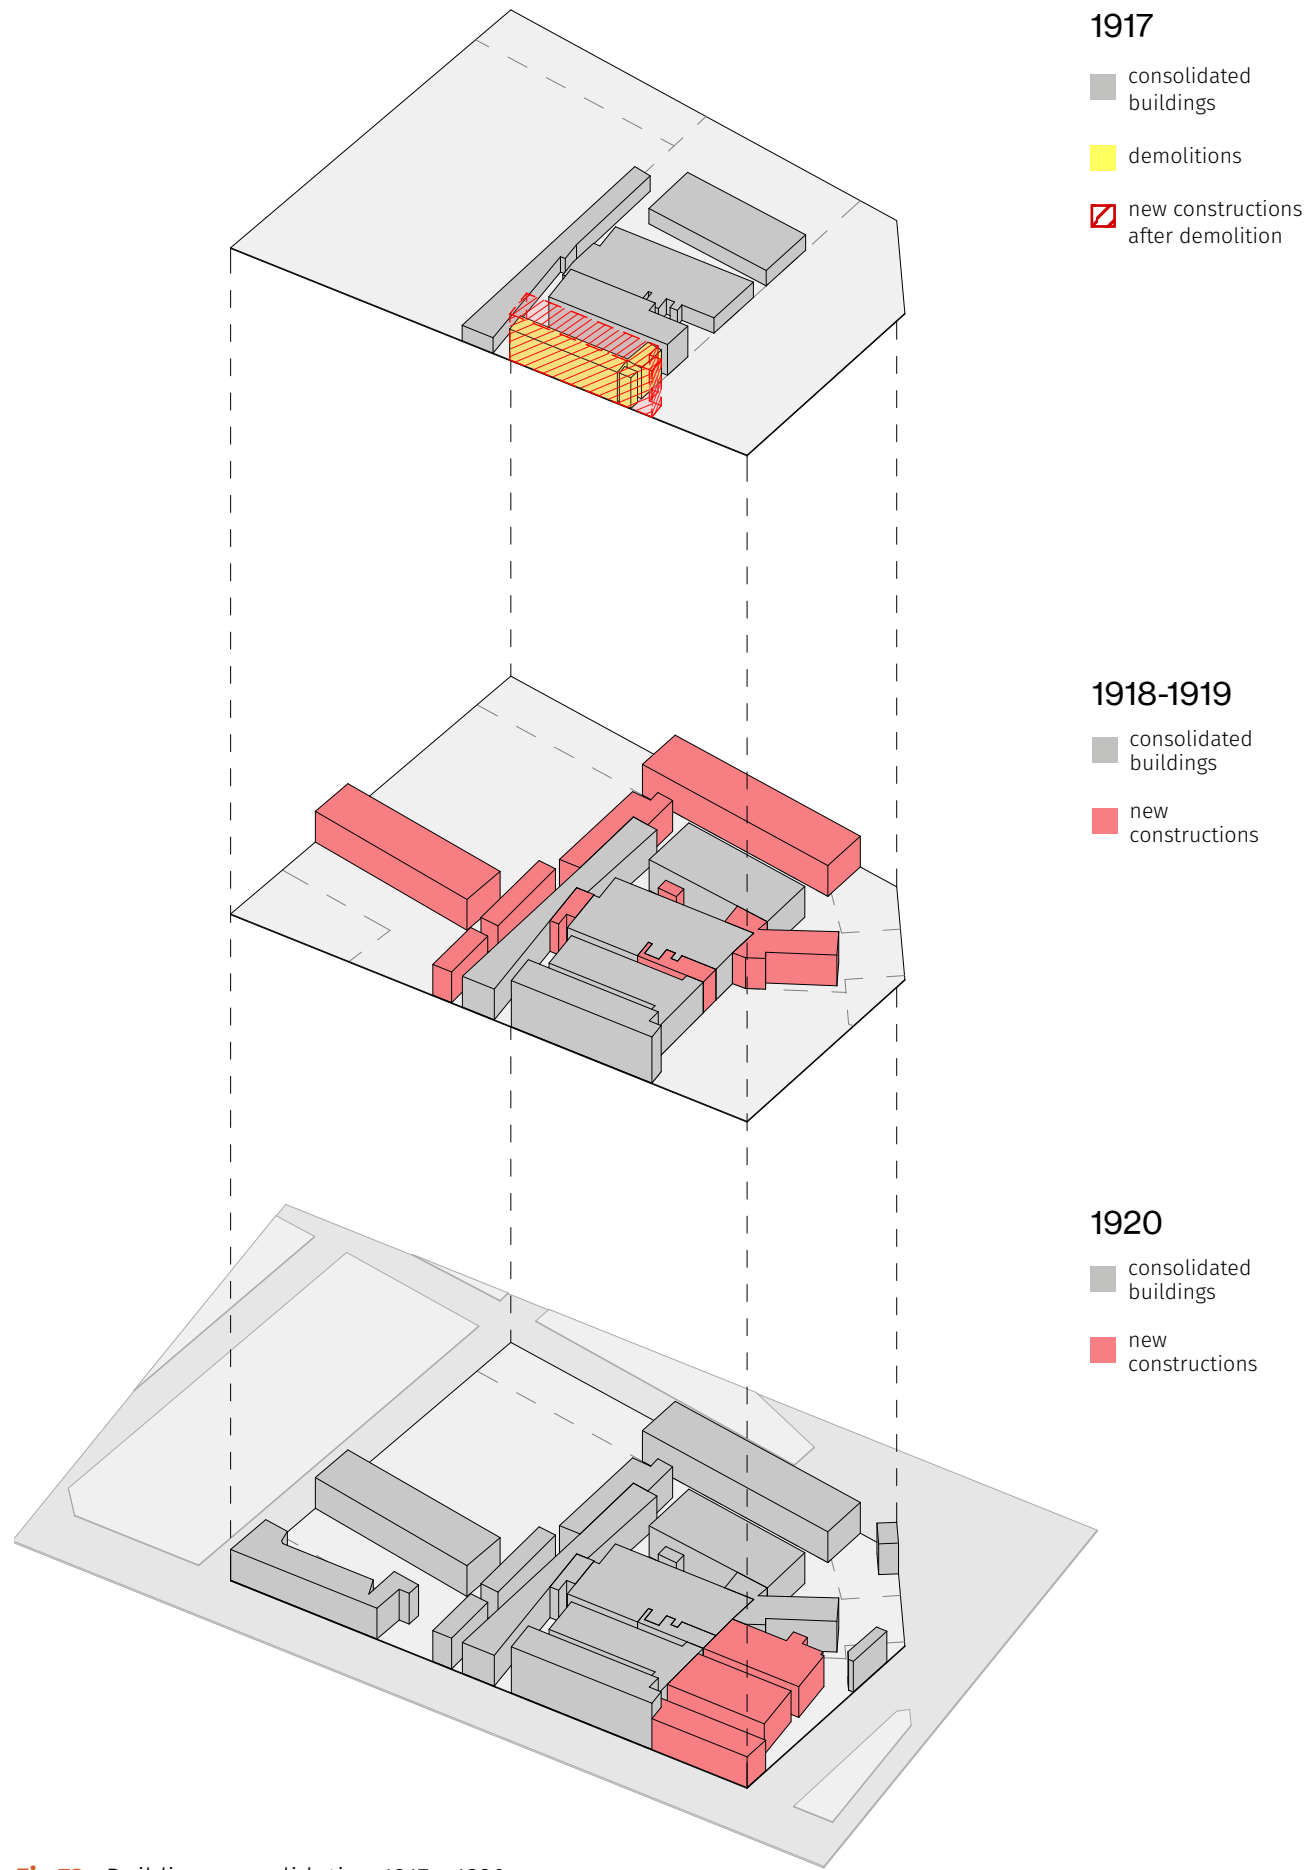 1917
consolidated
buildings
demolitions
new constructions
after demolition
1918-1919
consolidated
buildings
new
constructions
1920
consolidated
buildings
new
constructions